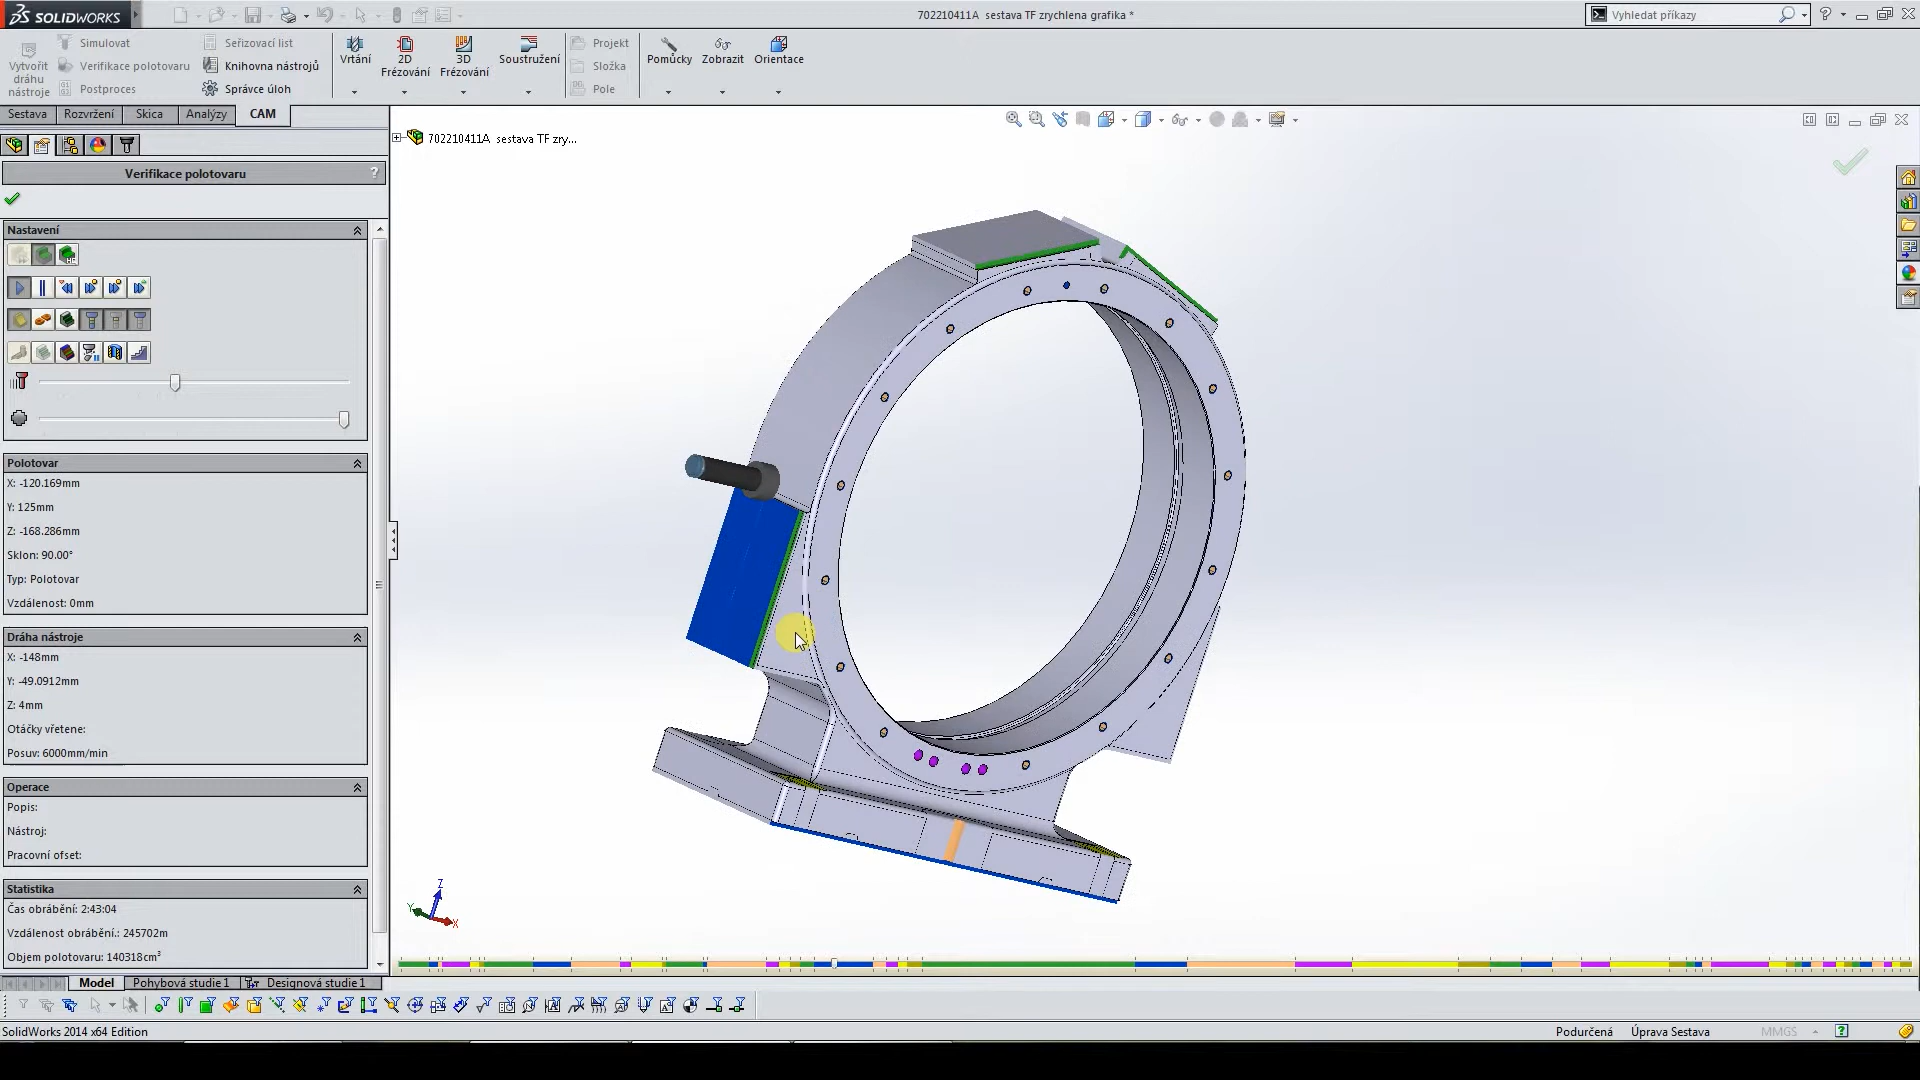 SOLIDWORKS
702210411A sestava TF zrychlena grafika *
Vyhledat příkazy
Vytvořit dráhu nástroje
Simulovat
Verifikace polotovaru
Postproces
Seřizovací list
Knihovna nástrojů
Správce úloh
Vrtání
2D Frézování
3D Frézování
Soustružení
Projekt
Složka
Pole
Pomůcky
Zobrazit
Orientace
Sestava
Rozvržení
Skica
Analýzy
CAM
702210411A sestava TF zry...
Verifikace polotovaru
?
Nastavení
Polotovar
X: -120.169mm
Y: 125mm
Z: -168.286mm
Sklon: 90.00°
Typ: Polotovar
Vzdálenost: 0mm
Dráha nástroje
X: -148mm
Y: -49.0912mm
Z: 4mm
Otáčky vřetene:
Posuv: 6000mm/min
Operace
Popis:
Nástroj:
Pracovní ofset:
Statistika
Čas obrábění: 2:43:04
Vzdálenost obrábění.: 245702m
Objem polotovaru: 140318cm³
Z
Y
X
Model
Pohybová studie 1
Designová studie 1
SolidWorks 2014 x64 Edition
Podurčená
Úprava Sestava
MMGS